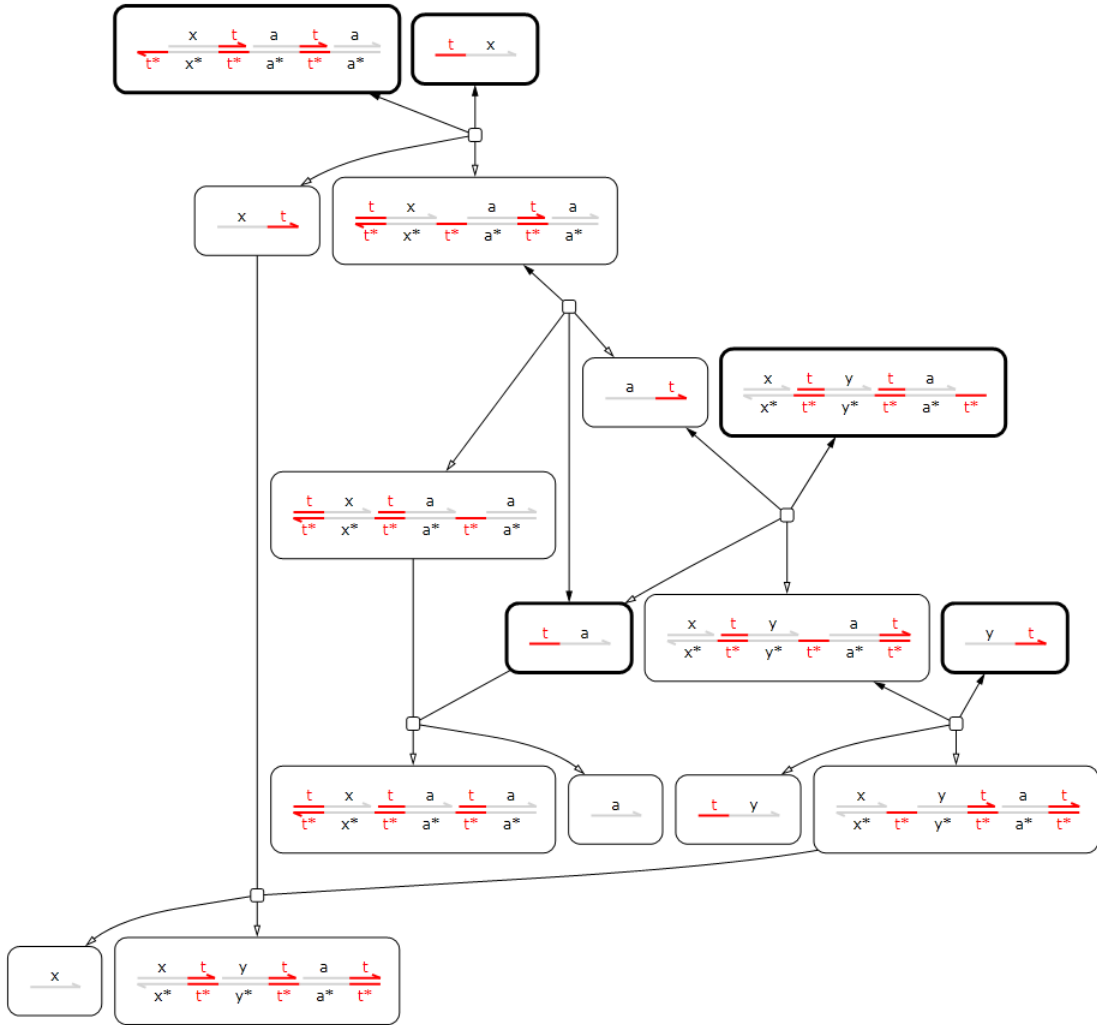 x t a t a
t* x* t* a* t* a*
t x
x t
t x a t a
t* x* t* a* t* a*
a t
x t y t a
x* t* y* t* a* t*
t x t a a
t* x* t* a* t* a*
t a
x t y a t
x* t* y* t* a* t*
y t
t x t a t a
t* x* t* a* t* a*
a
t y
x y t a t
x* t* y* t* a* t*
x
x t y t a t
x* t* y* t* a* t*